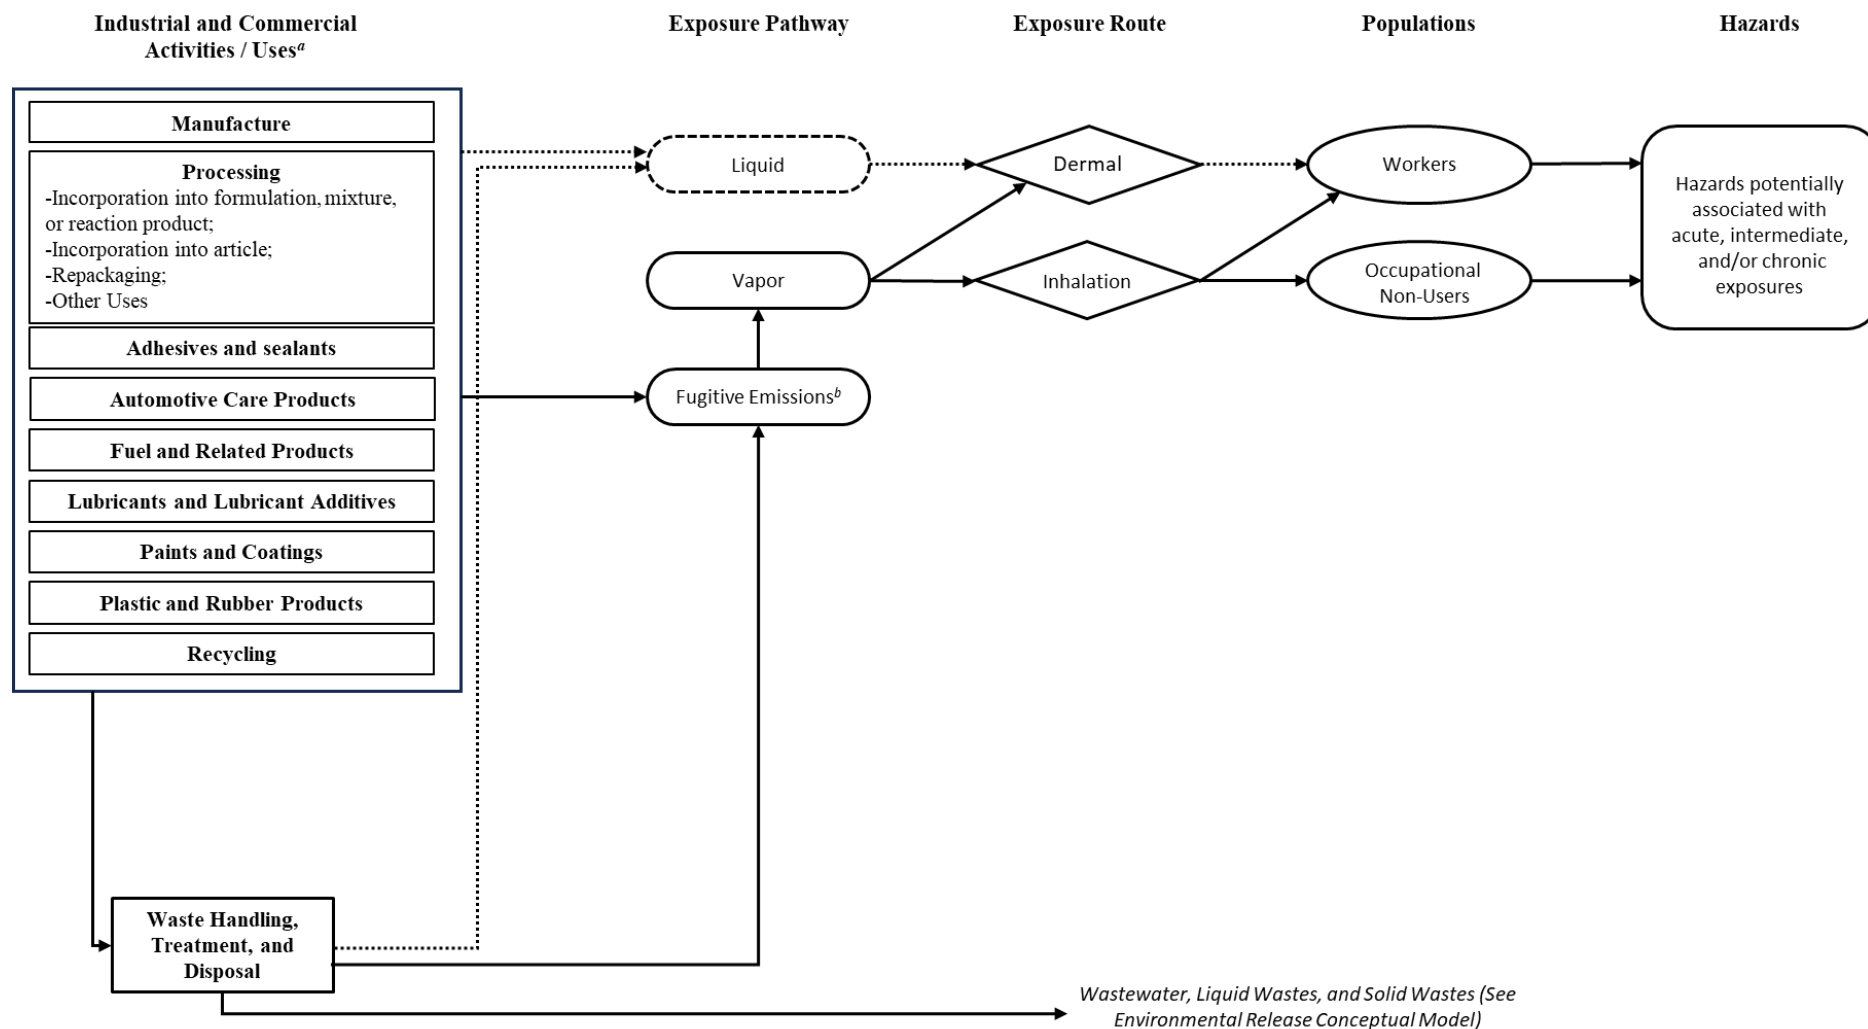 Industrial and Commercial
Activities / Usesᵃ
Exposure Pathway
Exposure Route
Populations
Hazards
Manufacture
Processing
-Incorporation into formulation, mixture,
or reaction product;
-Incorporation into article;
-Repackaging;
-Other Uses
Adhesives and sealants
Automotive Care Products
Fuel and Related Products
Lubricants and Lubricant Additives
Paints and Coatings
Plastic and Rubber Products
Recycling
Waste Handling,
Treatment, and
Disposal
Liquid
Vapor
Fugitive Emissionsᵇ
Dermal
Inhalation
Workers
Occupational
Non-Users
Hazards potentially
associated with
acute, intermediate,
and/or chronic
exposures
Wastewater, Liquid Wastes, and Solid Wastes (See
Environmental Release Conceptual Model)